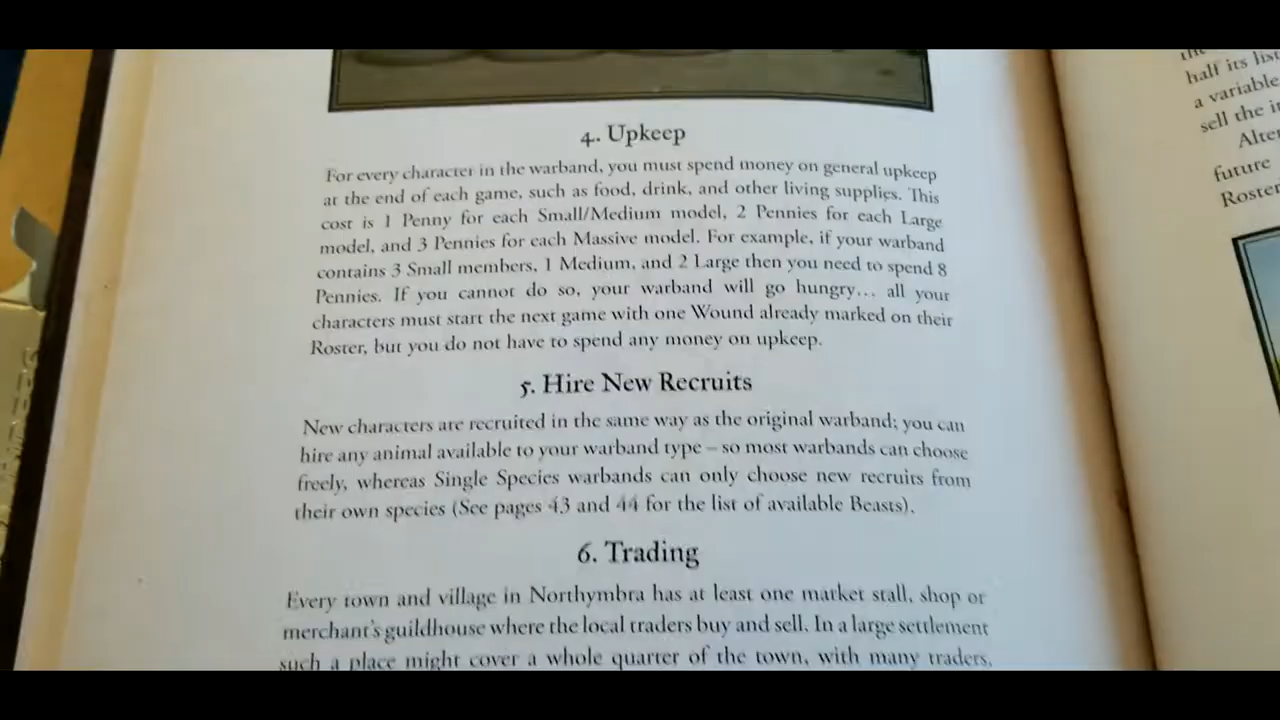 4. Upkeep
For every character in the warband, you must spend money on general upkeep
at the end of each game, such as food, drink, and other living supplies. This
cost is 1 Penny for each Small/Medium model, 2 Pennies for each Large
model, and 3 Pennies for each Massive model. For example, if your warband
contains 3 Small members, 1 Medium, and 2 Large then you need to spend 8
Pennies. If you cannot do so, your warband will go hungry… all your
characters must start the next game with one Wound already marked on their
Roster, but you do not have to spend any money on upkeep.
5. Hire New Recruits
New characters are recruited in the same way as the original warband; you can
hire any animal available to your warband type – so most warbands can choose
freely, whereas Single Species warbands can only choose new recruits from
their own species (See pages 43 and 44 for the list of available Beasts).
6. Trading
Every town and village in Northymbra has at least one market stall, shop or
merchant's guildhouse where the local traders buy and sell. In a large settlement
such a place might cover a whole quarter of the town, with many traders,
half its list
a variable
sell the
Alter
future
Roster